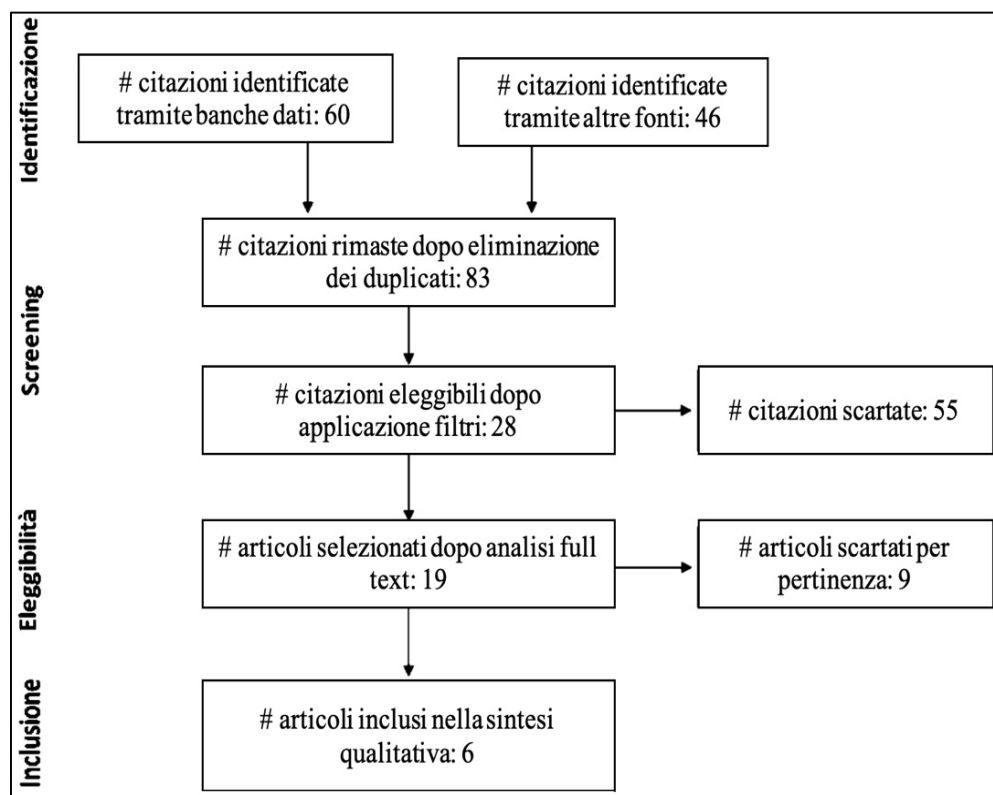 Identificazione
# citazioni identificate
tramite banche dati: 60
# citazioni identificate
tramite altre fonti: 46
Screening
# citazioni rimaste dopo eliminazione
dei duplicati: 83
# citazioni eleggibili dopo
applicazione filtri: 28
# citazioni scartate: 55
Eleggibilità
# articoli selezionati dopo analisi full
text: 19
# articoli scartati per
pertinenza: 9
Inclusione
# articoli inclusi nella sintesi
qualitativa: 6